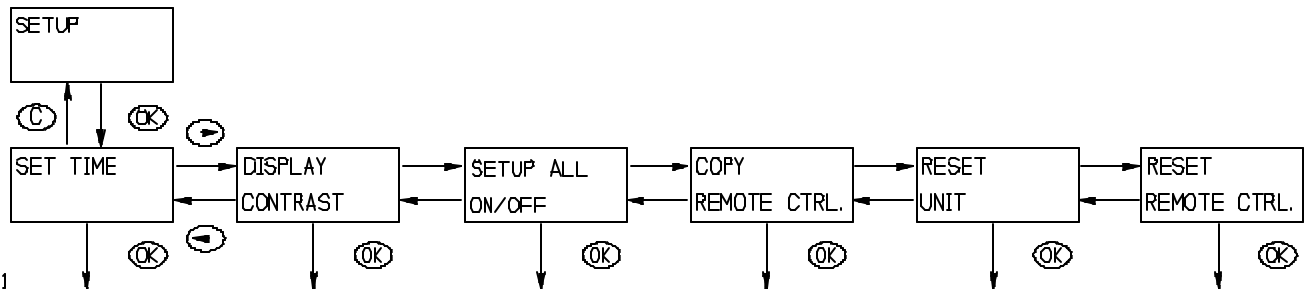 SETUP
C
OK
SET TIME
DISPLAY
CONTRAST
SETUP ALL
ON/OFF
COPY
REMOTE CTRL.
RESET
UNIT
RESET
REMOTE CTRL.
OK
OK
OK
OK
OK
OK
1